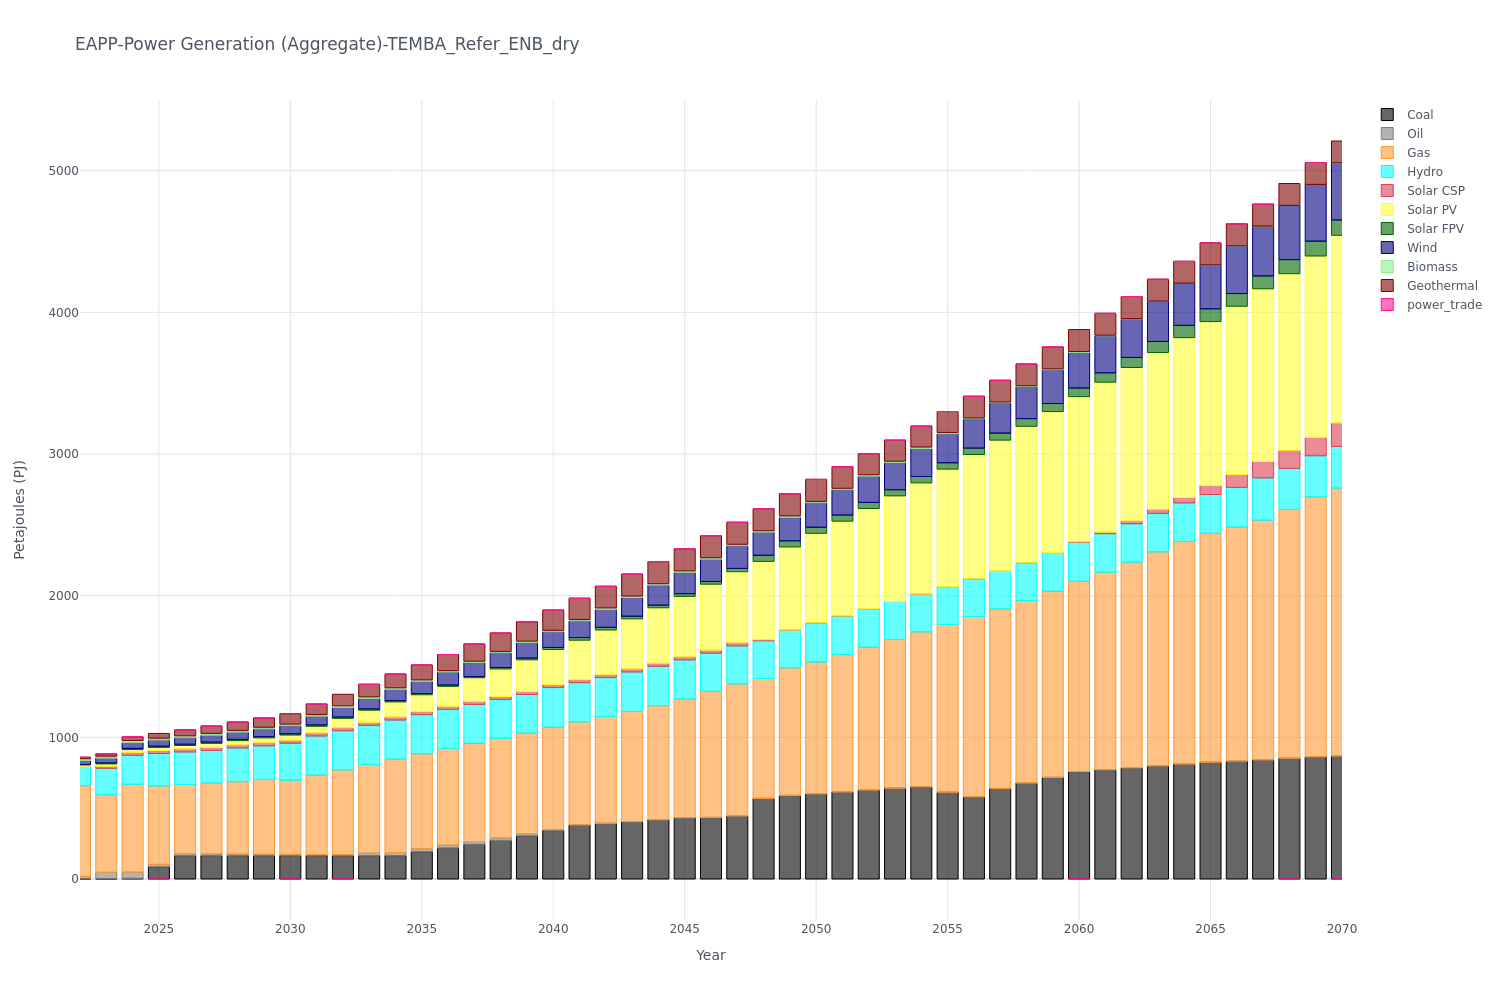 EAPP-Power Generation (Aggregate)-TEMBA_Refer_ENB_dry
Petajoules (PJ)
5000
4000
3000
2000
1000
0
2025
2030
2035
2040
2045
2050
2055
2060
2065
2070
Year
Coal
Oil
Gas
Hydro
Solar CSP
Solar PV
Solar FPV
Wind
Biomass
Geothermal
power_trade